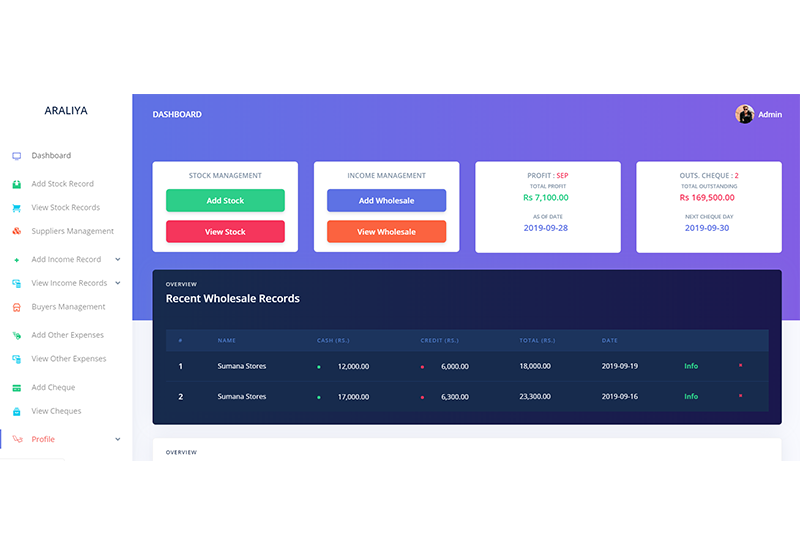 ARALIYA
Dashboard
Add Stock Record
View Stock Records
Suppliers Management
Add Income Record
View Income Records
Buyers Management
Add Other Expenses
View Other Expenses
Add Cheque
View Cheques
Profile
DASHBOARD
Admin
STOCK MANAGEMENT
Add Stock
View Stock
INCOME MANAGEMENT
Add Wholesale
View Wholesale
PROFIT : SEP
TOTAL PROFIT
Rs 7,100.00
AS OF DATE
2019-09-28
OUTS. CHEQUE : 2
TOTAL OUTSTANDING
Rs 169,500.00
NEXT CHEQUE DAY
2019-09-30
OVERVIEW
Recent Wholesale Records
# NAME CASH (RS.) CREDIT (RS.) TOTAL (RS.) DATE
1 Sumana Stores 12,000.00 6,000.00 18,000.00 2019-09-19 Info
2 Sumana Stores 17,000.00 6,300.00 23,300.00 2019-09-16 Info
OVERVIEW